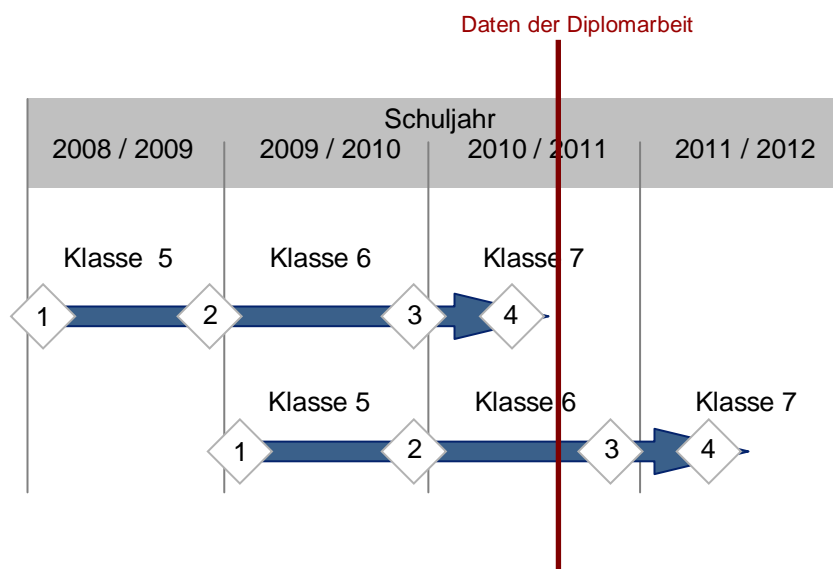 Daten der Diplomarbeit
Schuljahr
2008 / 2009 2009 / 2010 2010 / 2011 2011 / 2012
Klasse 5 Klasse 6 Klasse 7
1 2 3 4
Klasse 5 Klasse 6 Klasse 7
1 2 3 4